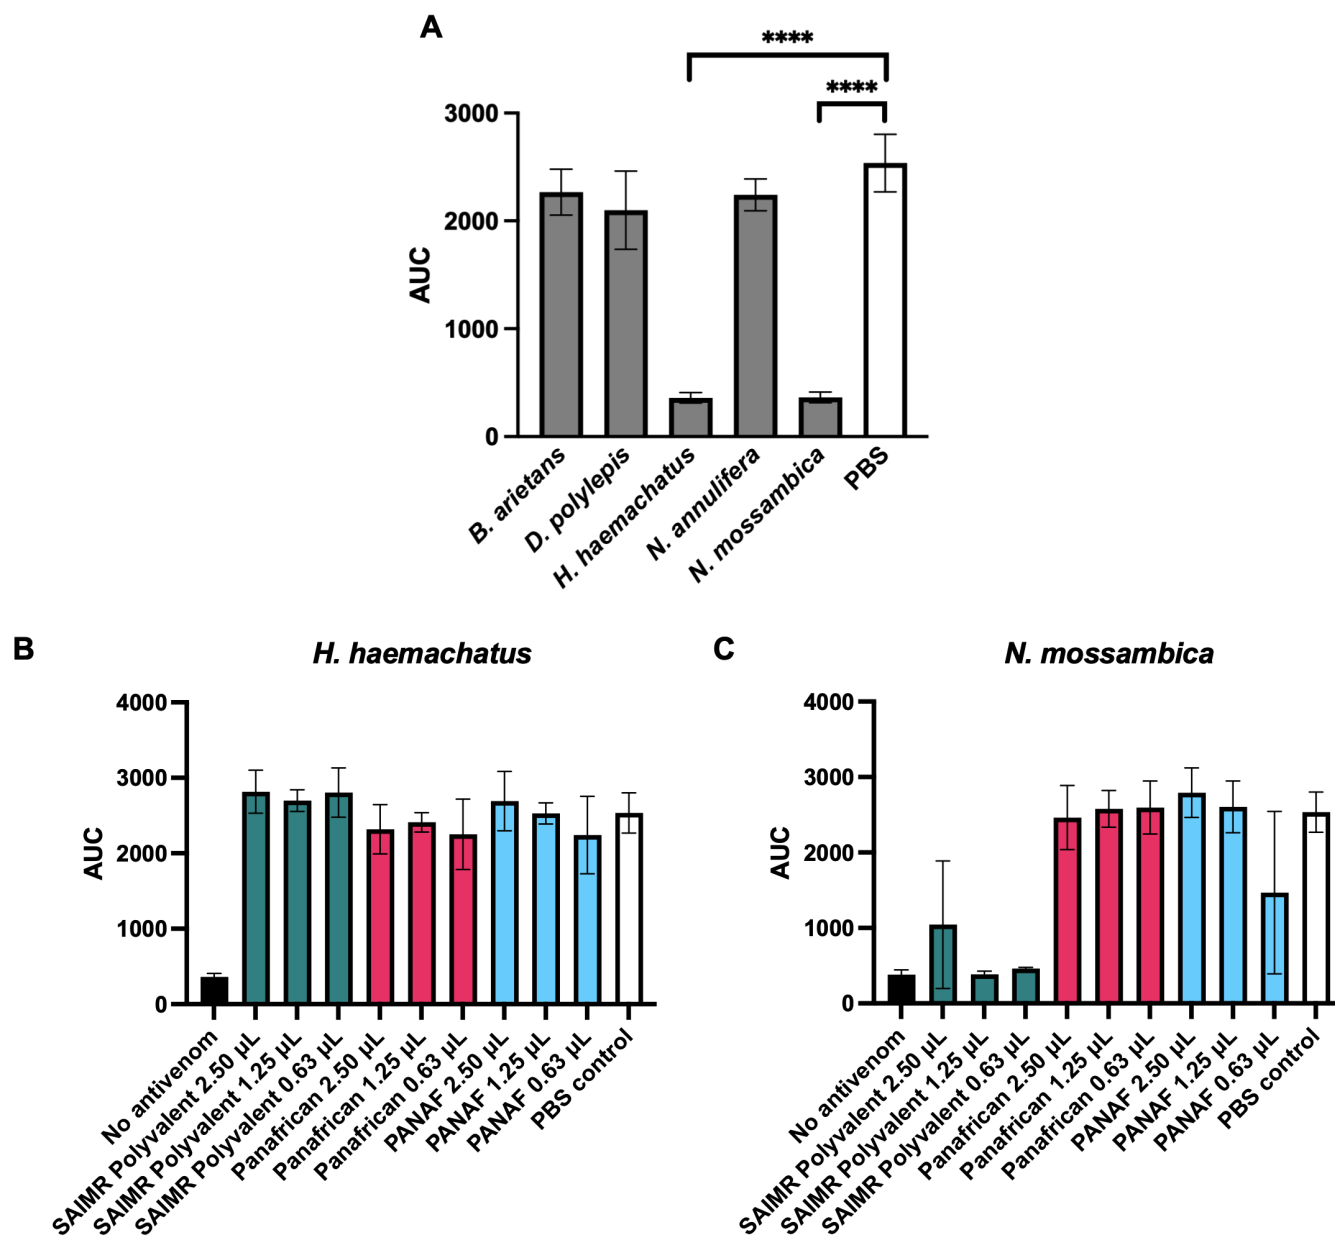 A
****
****
3000
2000
1000
0
AUC
B. arietans
D. polylepis
H. haemachatus
N. annulifera
N. mossambica
PBS
B
H. haemachatus
4000
3000
2000
1000
0
AUC
No antivenom
SAIMR Polyvalent 2.50 µL
SAIMR Polyvalent 1.25 µL
SAIMR Polyvalent 0.63 µL
Panafrican 2.50 µL
Panafrican 1.25 µL
Panafrican 0.63 µL
PANAF 2.50 µL
PANAF 1.25 µL
PANAF 0.63 µL
PBS control
C
N. mossambica
4000
3000
2000
1000
0
AUC
No antivenom
SAIMR Polyvalent 2.50 µL
SAIMR Polyvalent 1.25 µL
SAIMR Polyvalent 0.63 µL
Panafrican 2.50 µL
Panafrican 1.25 µL
Panafrican 0.63 µL
PANAF 2.50 µL
PANAF 1.25 µL
PANAF 0.63 µL
PBS control